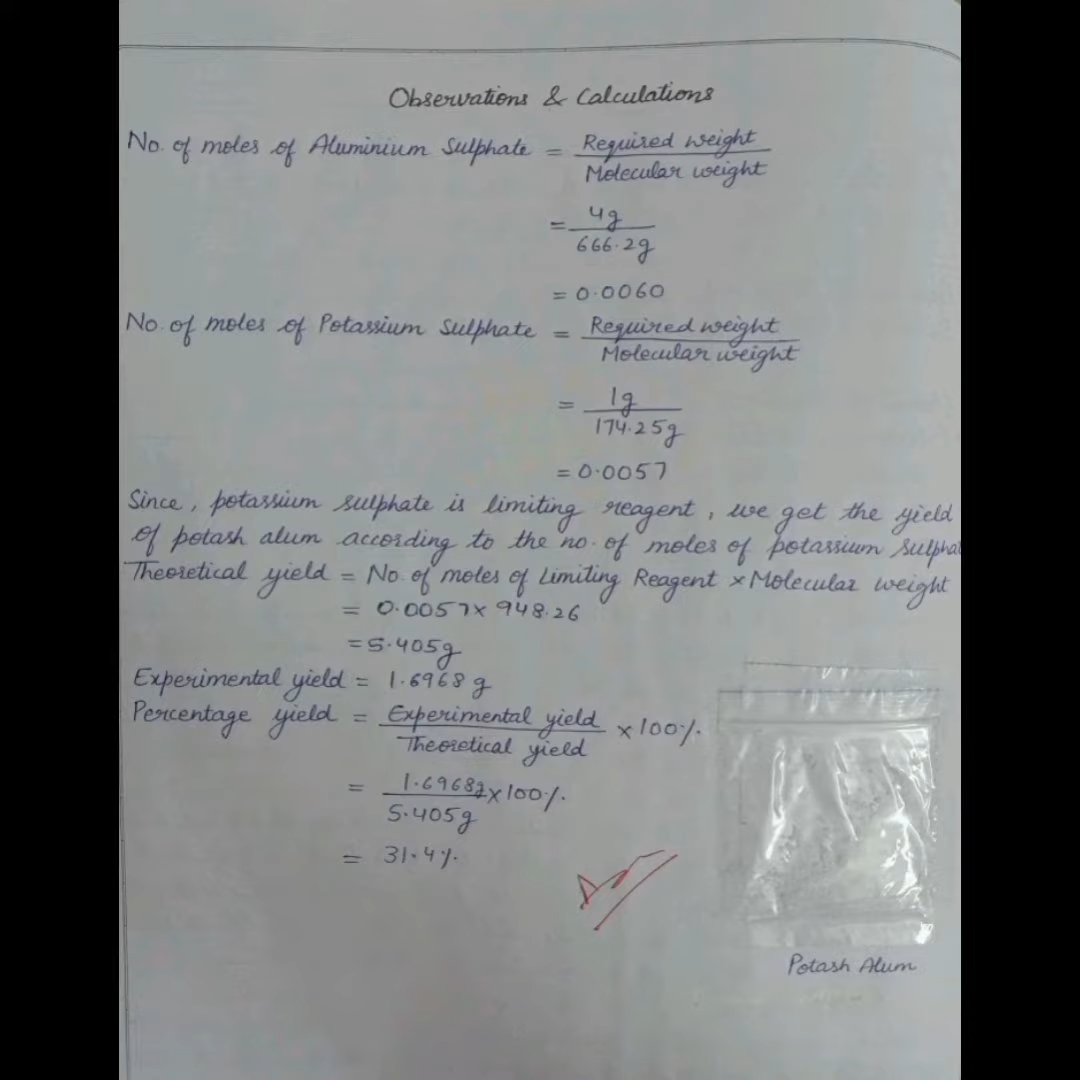 Observations & Calculations
No. of moles of Aluminium Sulphate = Required weight
Molecular weight
= 4g
666.2g
= 0.0060
No. of moles of Potassium Sulphate = Required weight
Molecular weight
= 1g
174.25g
= 0.0057
Since, potassium sulphate is limiting reagent, we get the yield
of potash alum according to the no. of moles of potassium sulphat
Theoretical yield = No. of moles of Limiting Reagent × Molecular weight
= 0.0057 × 948.26
= 5.405g
Experimental yield = 1.6968 g
Percentage yield = Experimental yield × 100%.
Theoretical yield
= 1.6968g × 100%.
5.405g
= 31.4%.
Potash Alum